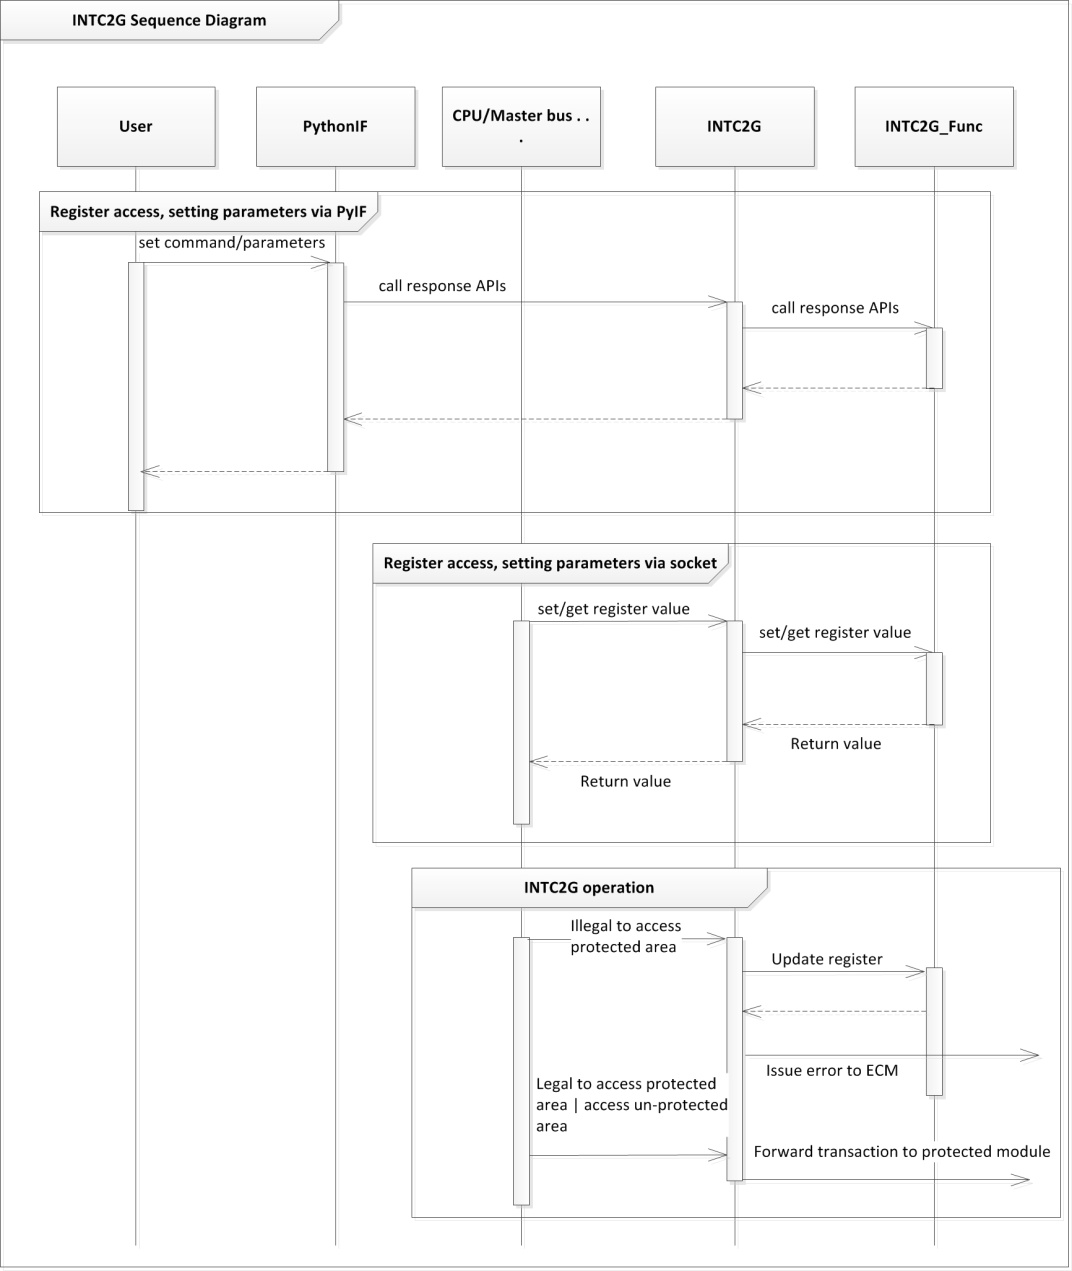 INTC2G Sequence Diagram
User
PythonIF
CPU/Master bus . .
.
INTC2G
INTC2G_Func
Register access, setting parameters via PyIF
set command/parameters
call response APIs
call response APIs
Register access, setting parameters via socket
set/get register value
set/get register value
Return value
Return value
INTC2G operation
Illegal to access
protected area
Update register
Issue error to ECM
Legal to access protected
area | access un-protected
area
Forward transaction to protected module